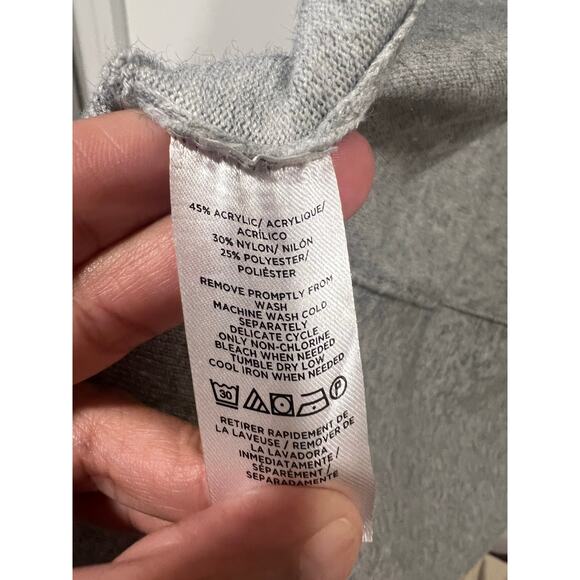 45% ACRYLIC/ ACRYLIQUE/
ACRÍLICO
30% NYLON/ NILÓN
25% POLYESTER/
POLIÉSTER
REMOVE PROMPTLY FROM
WASH
MACHINE WASH COLD
SEPARATELY
DELICATE CYCLE
ONLY NON-CHLORINE
BLEACH WHEN NEEDED
TUMBLE DRY LOW
COOL IRON WHEN NEEDED
30 P
RETIRER RAPIDEMENT DE
LA LAVEUSE / REMOVER DE
LA LAVADORA
INMEDIATAMENTE /
SÉPARÉMENT /
SEPARADAMENTE